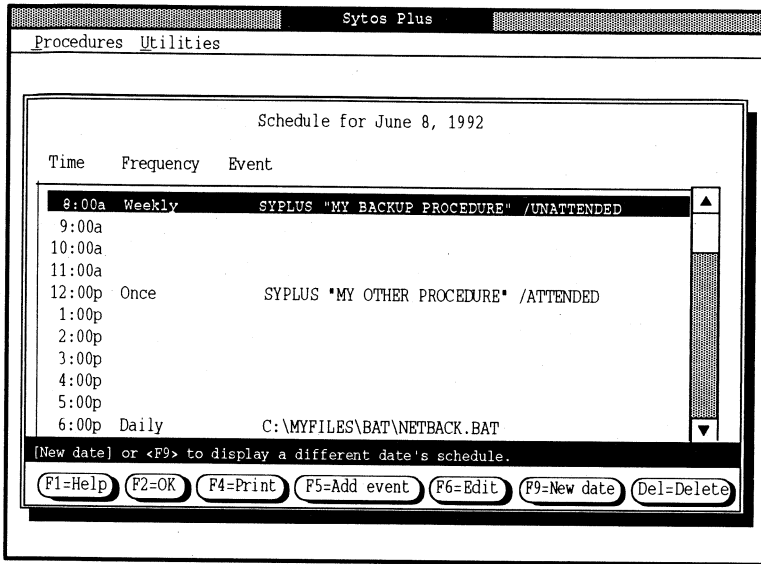 Sytos Plus
Procedures Utilities
Schedule for June 8, 1992
Time Frequency Event
8:00a Weekly SYPLUS "MY BACKUP PROCEDURE" /UNATTENDED
9:00a
10:00a
11:00a
12:00p Once SYPLUS "MY OTHER PROCEDURE" /ATTENDED
1:00p
2:00p
3:00p
4:00p
5:00p
6:00p Daily C:\MYFILES\BAT\NETBACK.BAT
[New date] or <F9> to display a different date's schedule.
F1=Help F2=OK F4=Print F5=Add event F6=Edit F9=New date Del=Delete